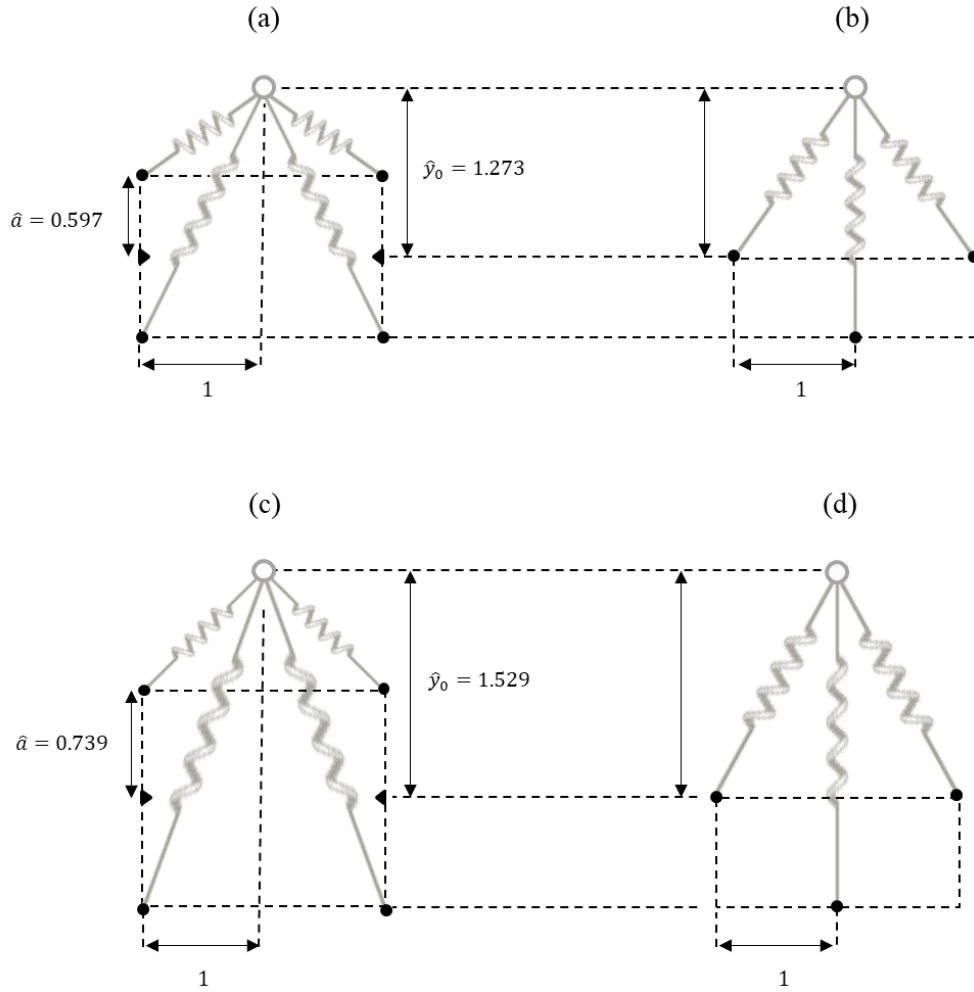 (a)
(b)
ŷ₀ = 1.273
â = 0.597
1
1
(c)
(d)
ŷ₀ = 1.529
â = 0.739
1
1